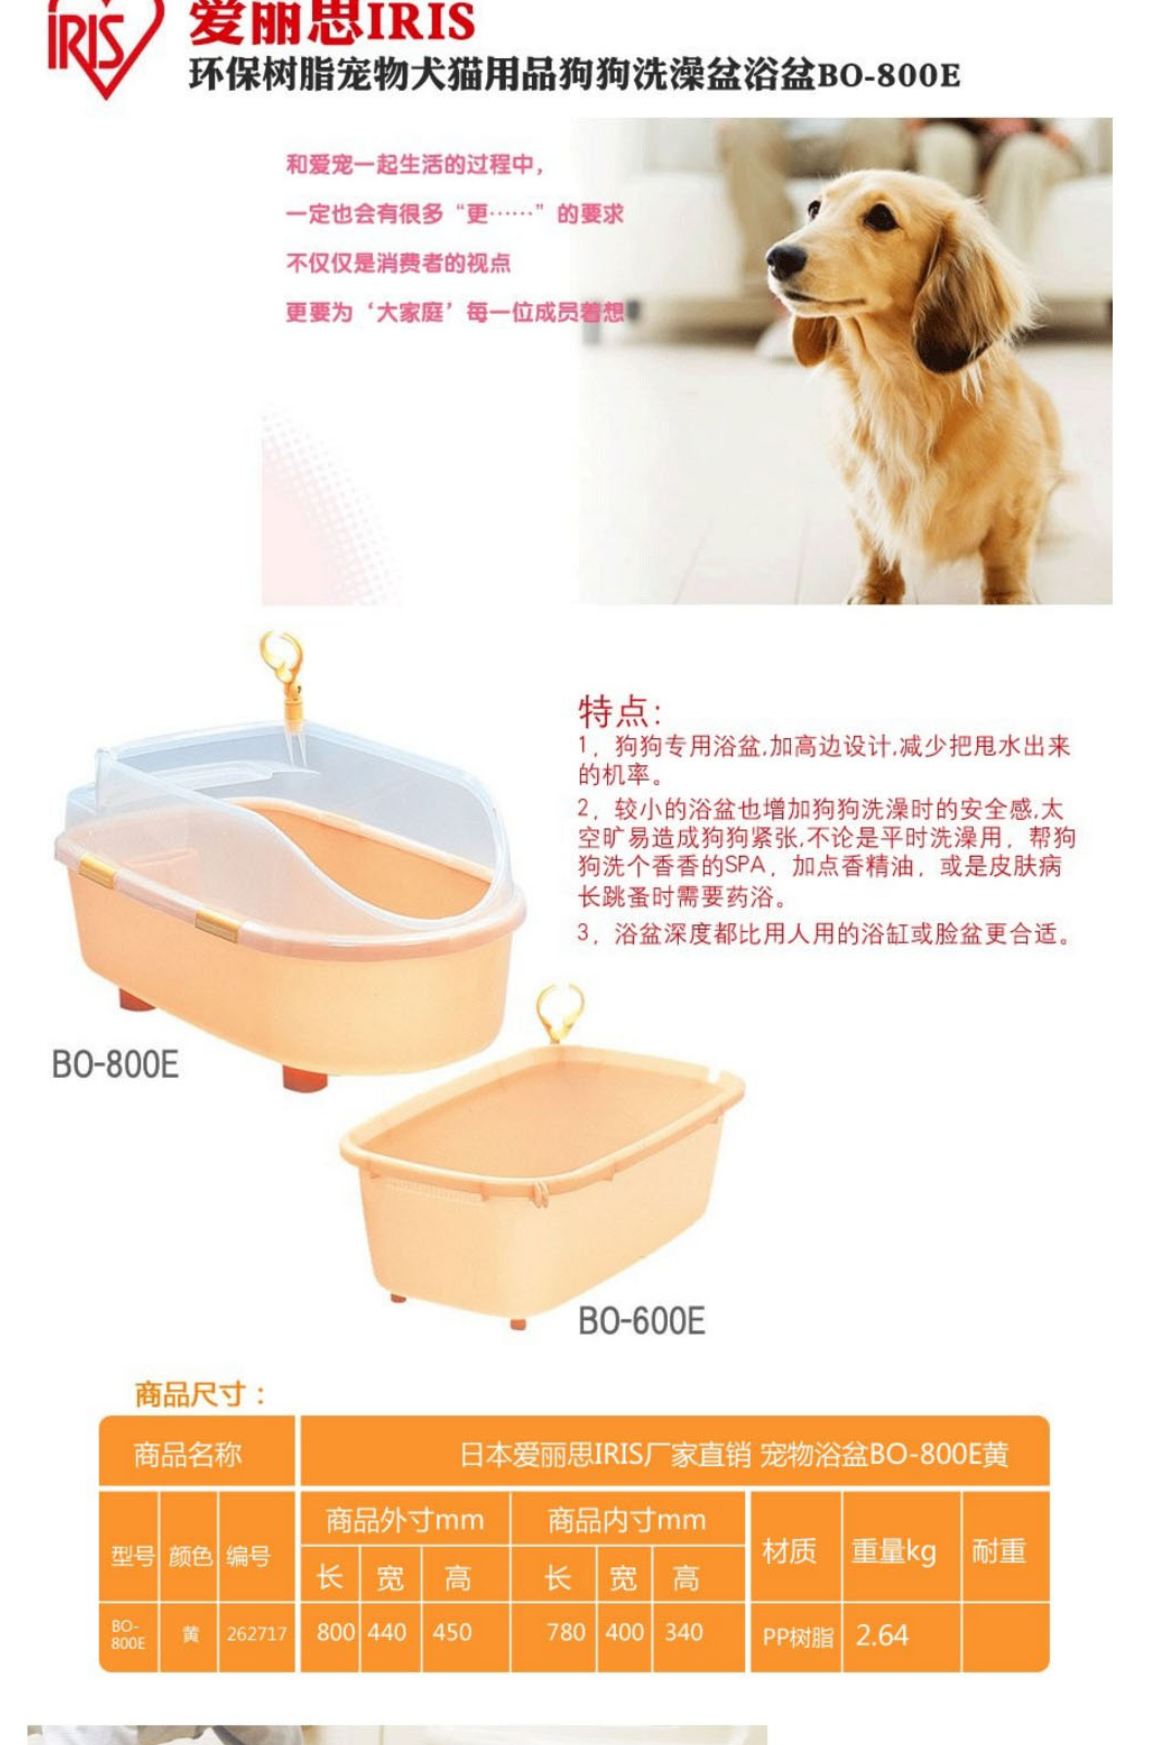 IRIS
爱丽思IRIS
环保树脂宠物犬猫用品狗狗洗澡盆浴盆BO-800E
和爱宠一起生活的过程中,
一定也会有很多“更……”的要求
不仅仅是消费者的视点
更要为‘大家庭’每一位成员着想
特点:
1，狗狗专用浴盆,加高边设计,减少把甩水出来
的机率。
2，较小的浴盆也增加狗狗洗澡时的安全感,太
空旷易造成狗狗紧张,不论是平时洗澡用，帮狗
狗洗个香香的SPA，加点香精油，或是皮肤病
长跳蚤时需要药浴。
3，浴盆深度都比用人用的浴缸或脸盆更合适。
BO-800E
BO-600E
商品尺寸：
商品名称 日本爱丽思IRIS厂家直销 宠物浴盆BO-800E黄
型号 颜色 编号 商品外寸mm 商品内寸mm 材质 重量kg 耐重
长 宽 高 长 宽 高
BO-800E 黄 262717 800 440 450 780 400 340 PP树脂 2.64